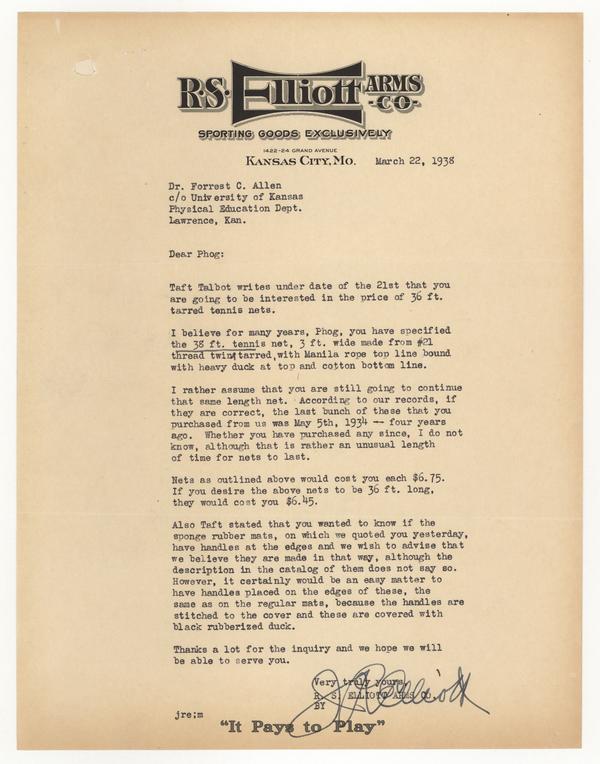 R.S. Elliott ARMS CO.
SPORTING GOODS EXCLUSIVELY
1422-24 GRAND AVENUE
KANSAS CITY, MO. March 22, 1938
Dr. Forrest C. Allen
c/o University of Kansas
Physical Education Dept.
Lawrence, Kan.
Dear Phog:
Taft Talbot writes under date of the 21st that you
are going to be interested in the price of 36 ft.
tarred tennis nets.
I believe for many years, Phog, you have specified
the 38 ft. tennis net, 3 ft. wide made from #21
thread twine tarred, with Manila rope top line bound
with heavy duck at top and cotton bottom line.
I rather assume that you are still going to continue
that same length net. According to our records, if
they are correct, the last bunch of these that you
purchased from us was May 5th, 1934 -- four years
ago. Whether you have purchased any since, I do not
know, although that is rather an unusual length
of time for nets to last.
Nets as outlined above would cost you each $6.75.
If you desire the above nets to be 36 ft. long,
they would cost you $6.45.
Also Taft stated that you wanted to know if the
sponge rubber mats, on which we quoted you yesterday,
have handles at the edges and we wish to advise that
we believe they are made in that way, although the
description in the catalog of them does not say so.
However, it certainly would be an easy matter to
have handles placed on the edges of these, the
same as on the regular mats, because the handles are
stitched to the cover and these are covered with
black rubberized duck.
Thanks a lot for the inquiry and we hope we will
be able to serve you.
Very truly yours,
R. S. ELLIOTT ARMS CO.
BY J R Elliott
jre:m
"It Pays to Play"